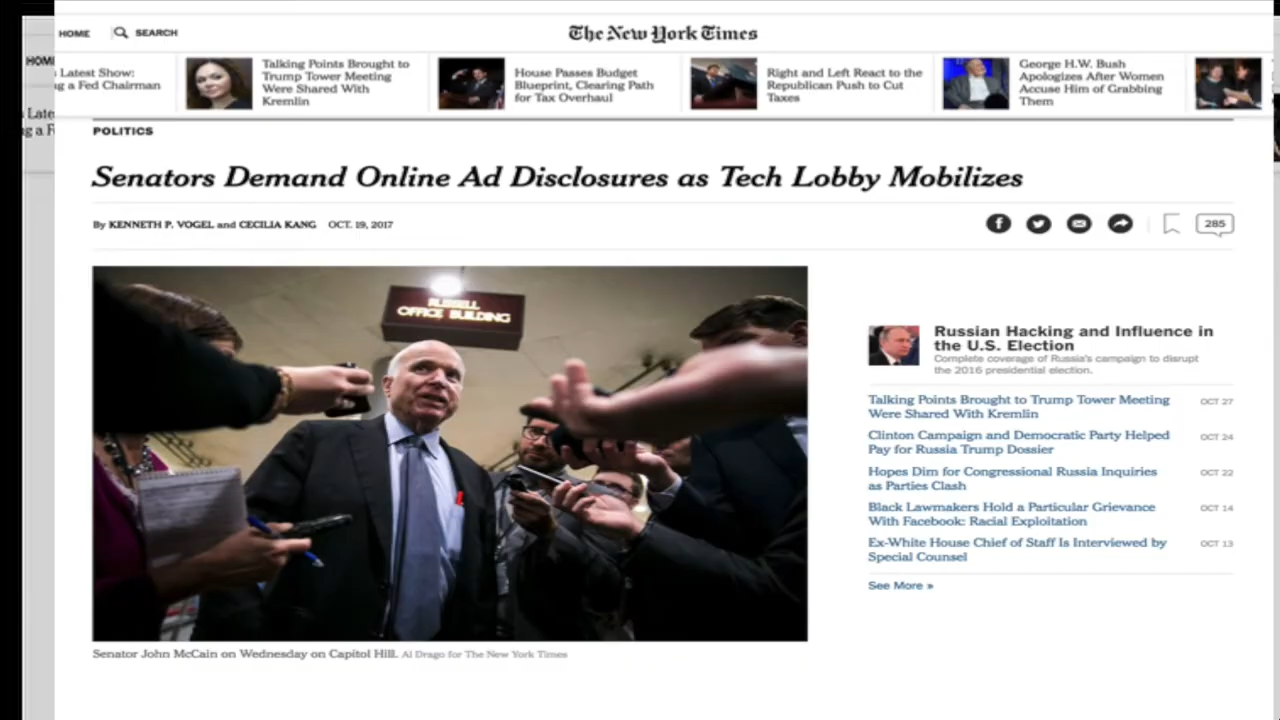 HOME
SEARCH
The New York Times
HOM
Latest Show:
g a Fed Chairman
Talking Points Brought to
Trump Tower Meeting
Were Shared With
Kremlin
House Passes Budget
Blueprint, Clearing Path
for Tax Overhaul
Right and Left React to the
Republican Push to Cut
Taxes
George H.W. Bush
Apologizes After Women
Accuse Him of Grabbing
Them
POLITICS
Senators Demand Online Ad Disclosures as Tech Lobby Mobilizes
By KENNETH P. VOGEL and CECILIA KANG OCT. 19, 2017
285
RUSSELL
OFFICE BUILDING
Senator John McCain on Wednesday on Capitol Hill. Al Drago for The New York Times
Russian Hacking and Influence in
the U.S. Election
Complete coverage of Russia's campaign to disrupt
the 2016 presidential election.
Talking Points Brought to Trump Tower Meeting
Were Shared With Kremlin
OCT 27
Clinton Campaign and Democratic Party Helped
Pay for Russia Trump Dossier
OCT 24
Hopes Dim for Congressional Russia Inquiries
as Parties Clash
OCT 22
Black Lawmakers Hold a Particular Grievance
With Facebook: Racial Exploitation
OCT 14
Ex-White House Chief of Staff Is Interviewed by
Special Counsel
OCT 13
See More »